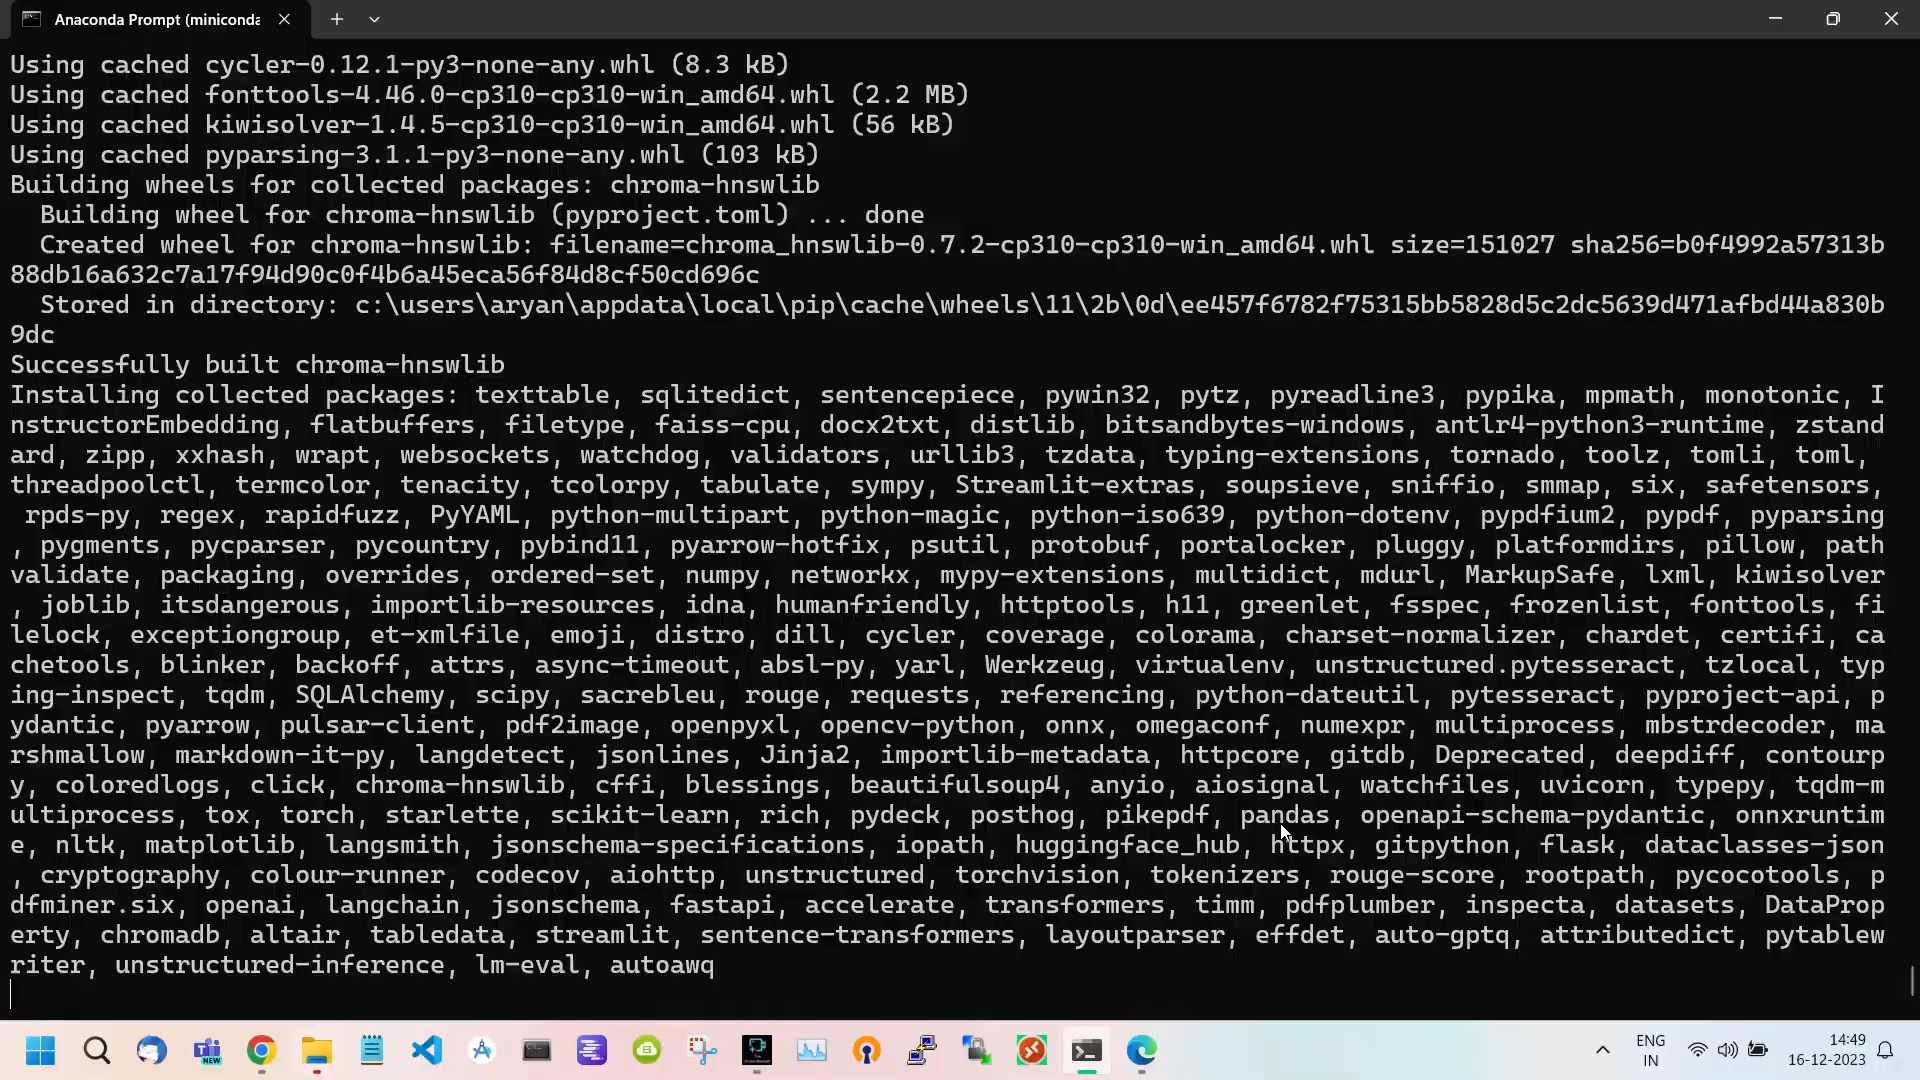 Anaconda Prompt (miniconda
Using cached cycler-0.12.1-py3-none-any.whl (8.3 kB)
Using cached fonttools-4.46.0-cp310-cp310-win_amd64.whl (2.2 MB)
Using cached kiwisolver-1.4.5-cp310-cp310-win_amd64.whl (56 kB)
Using cached pyparsing-3.1.1-py3-none-any.whl (103 kB)
Building wheels for collected packages: chroma-hnswlib
  Building wheel for chroma-hnswlib (pyproject.toml) ... done
  Created wheel for chroma-hnswlib: filename=chroma_hnswlib-0.7.2-cp310-cp310-win_amd64.whl size=151027 sha256=b0f4992a57313b
88db16a632c7a17f94d90c0f4b6a45eca56f84d8cf50cd696c
  Stored in directory: c:\users\aryan\appdata\local\pip\cache\wheels\11\2b\0d\ee457f6782f75315bb5828d5c2dc5639d471afbd44a830b
9dc
Successfully built chroma-hnswlib
Installing collected packages: texttable, sqlitedict, sentencepiece, pywin32, pytz, pyreadline3, pypika, mpmath, monotonic, I
nstructorEmbedding, flatbuffers, filetype, faiss-cpu, docx2txt, distlib, bitsandbytes-windows, antlr4-python3-runtime, zstand
ard, zipp, xxhash, wrapt, websockets, watchdog, validators, urllib3, tzdata, typing-extensions, tornado, toolz, tomli, toml,
threadpoolctl, termcolor, tenacity, tcolorpy, tabulate, sympy, Streamlit-extras, soupsieve, sniffio, smmap, six, safetensors,
 rpds-py, regex, rapidfuzz, PyYAML, python-multipart, python-magic, python-iso639, python-dotenv, pypdfium2, pypdf, pyparsing
, pygments, pycparser, pycountry, pybind11, pyarrow-hotfix, psutil, protobuf, portalocker, pluggy, platformdirs, pillow, path
validate, packaging, overrides, ordered-set, numpy, networkx, mypy-extensions, multidict, mdurl, MarkupSafe, lxml, kiwisolver
, joblib, itsdangerous, importlib-resources, idna, humanfriendly, httptools, h11, greenlet, fsspec, frozenlist, fonttools, fi
lelock, exceptiongroup, et-xmlfile, emoji, distro, dill, cycler, coverage, colorama, charset-normalizer, chardet, certifi, ca
chetools, blinker, backoff, attrs, async-timeout, absl-py, yarl, Werkzeug, virtualenv, unstructured.pytesseract, tzlocal, typ
ing-inspect, tqdm, SQLAlchemy, scipy, sacrebleu, rouge, requests, referencing, python-dateutil, pytesseract, pyproject-api, p
ydantic, pyarrow, pulsar-client, pdf2image, openpyxl, opencv-python, onnx, omegaconf, numexpr, multiprocess, mbstrdecoder, ma
rshmallow, markdown-it-py, langdetect, jsonlines, Jinja2, importlib-metadata, httpcore, gitdb, Deprecated, deepdiff, contourp
y, coloredlogs, click, chroma-hnswlib, cffi, blessings, beautifulsoup4, anyio, aiosignal, watchfiles, uvicorn, typepy, tqdm-m
ultiprocess, tox, torch, starlette, scikit-learn, rich, pydeck, posthog, pikepdf, pandas, openapi-schema-pydantic, onnxruntim
e, nltk, matplotlib, langsmith, jsonschema-specifications, iopath, huggingface_hub, httpx, gitpython, flask, dataclasses-json
, cryptography, colour-runner, codecov, aiohttp, unstructured, torchvision, tokenizers, rouge-score, rootpath, pycocotools, p
dfminer.six, openai, langchain, jsonschema, fastapi, accelerate, transformers, timm, pdfplumber, inspecta, datasets, DataProp
erty, chromadb, altair, tabledata, streamlit, sentence-transformers, layoutparser, effdet, auto-gptq, attributedict, pytablew
riter, unstructured-inference, lm-eval, autoawq
NEW
ENG
IN
14:49
16-12-2023